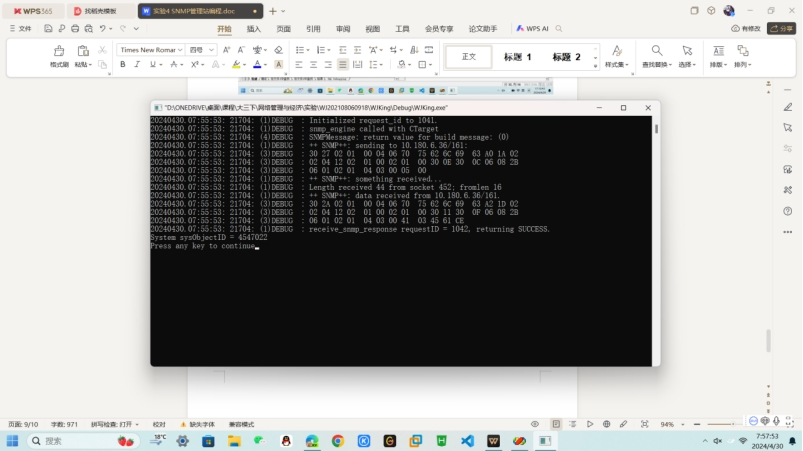 WPS365
找稻壳模板
实验4 SNMP管理站编程.doc
文件
开始
插入
页面
引用
审阅
视图
工具
会员专享
论文助手
WPS AI
有修改
分享
格式刷
粘贴
Times New Roman
四号
正文
标题 1
标题 2
样式集
查找替换
选择
排版
排列
"D:\ONEDRIVE\桌面\课程\大三下\网络管理与经济\实验\WJ202108060918\WJKing\Debug\WJKing.exe"
20240430.07:55:53: 21704: (1)DEBUG : Initialized request_id to 1041.
20240430.07:55:53: 21704: (1)DEBUG : snmp_engine called with CTarget
20240430.07:55:53: 21704: (4)DEBUG : SNMPMessage: return value for build message: (0)
20240430.07:55:53: 21704: (1)DEBUG : ++ SNMP++: sending to 10.180.6.36/161:
20240430.07:55:53: 21704: (3)DEBUG : 30 27 02 01 00 04 06 70 75 62 6C 69 63 A0 1A 02
20240430.07:55:53: 21704: (3)DEBUG : 02 04 12 02 01 00 02 01 00 30 0E 30 0C 06 08 2B
20240430.07:55:53: 21704: (3)DEBUG : 06 01 02 01 04 03 00 05 00
20240430.07:55:53: 21704: (1)DEBUG : ++ SNMP++: something received...
20240430.07:55:53: 21704: (1)DEBUG : Length received 44 from socket 452; fromlen 16
20240430.07:55:53: 21704: (1)DEBUG : ++ SNMP++: data received from 10.180.6.36/161.
20240430.07:55:53: 21704: (3)DEBUG : 30 2A 02 01 00 04 06 70 75 62 6C 69 63 A2 1D 02
20240430.07:55:53: 21704: (3)DEBUG : 02 04 12 02 01 00 02 01 00 30 11 30 0F 06 08 2B
20240430.07:55:53: 21704: (3)DEBUG : 06 01 02 01 04 03 00 41 03 45 61 CE
20240430.07:55:53: 21704: (1)DEBUG : receive_snmp_response requestID = 1042, returning SUCCESS.
System sysObjectID = 4547022
Press any key to continue
页面: 9/10
字数: 971
拼写检查: 打开
校对
缺失字体
兼容模式
94%
搜索
18°C
7:57:53
2024/4/30